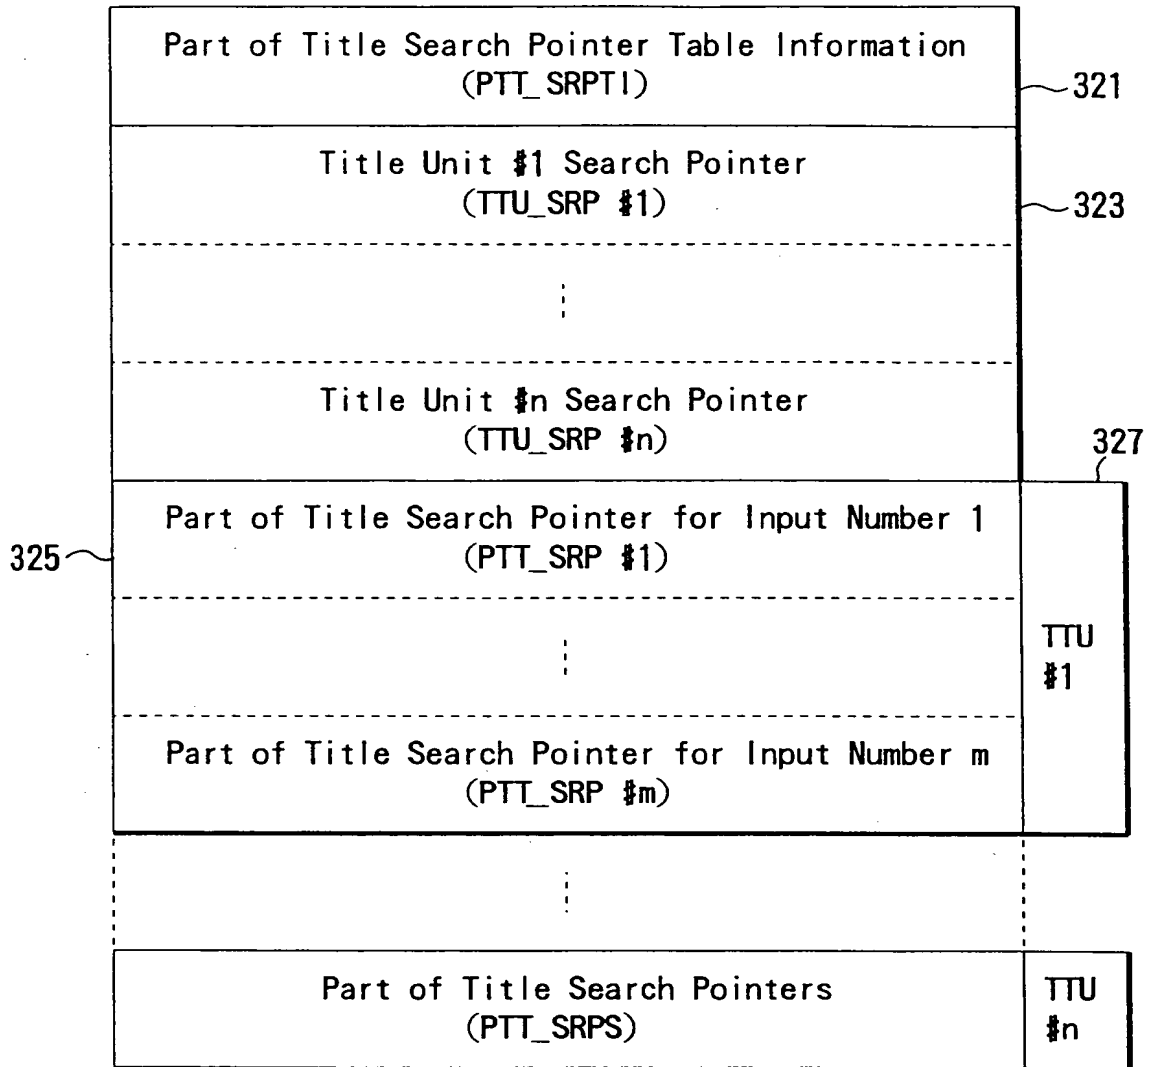 Part of Title Search Pointer Table Information
(PTT_SRPTI)
321
Title Unit #1 Search Pointer
(TTU_SRP #1)
323
Title Unit #n Search Pointer
(TTU_SRP #n)
327
Part of Title Search Pointer for Input Number 1
(PTT_SRP #1)
325
TTU
#1
Part of Title Search Pointer for Input Number m
(PTT_SRP #m)
Part of Title Search Pointers
(PTT_SRPS)
TTU
#n